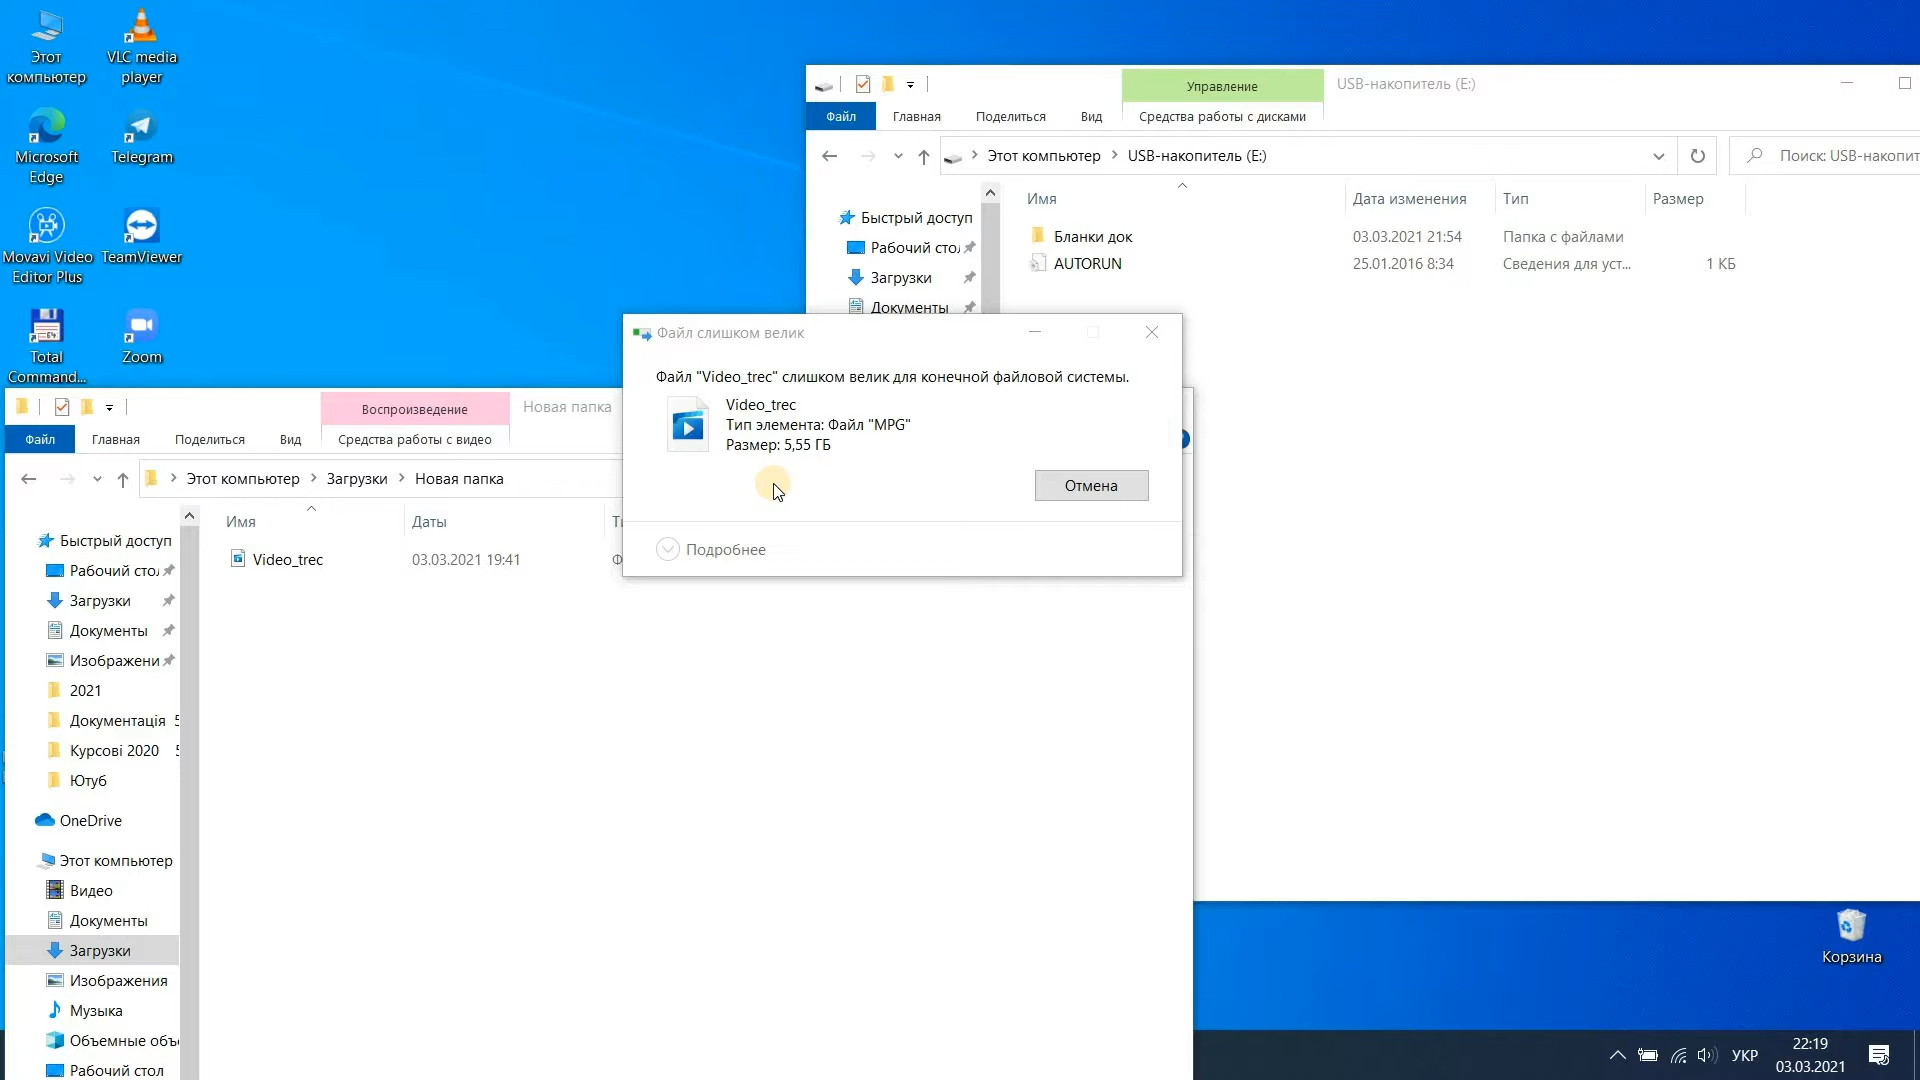 Этот
компьютер
VLC media
player
Microsoft
Edge
Telegram
Movavi Video
Editor Plus
TeamViewer
Total
Command...
Zoom
Управление
USB-накопитель (E:)
Файл
Главная
Поделиться
Вид
Средства работы с дисками
Этот компьютер
USB-накопитель (E:)
Поиск: USB-накопит
Имя
Дата изменения
Тип
Размер
Быстрый доступ
Рабочий стол
Загрузки
Документы
Бланки док
03.03.2021 21:54
Папка с файлами
AUTORUN
25.01.2016 8:34
Сведения для уст...
1 КБ
Файл слишком велик
Файл "Video_trec" слишком велик для конечной файловой системы.
Video_trec
Тип элемента: Файл "MPG"
Размер: 5,55 ГБ
Отмена
Подробнее
Воспроизведение
Новая папка
Файл
Главная
Поделиться
Вид
Средства работы с видео
Этот компьютер
Загрузки
Новая папка
Имя
Даты
Video_trec
03.03.2021 19:41
Быстрый доступ
Рабочий стол
Загрузки
Документы
Изображени
2021
Документація
Курсові 2020
Ютуб
OneDrive
Этот компьютер
Видео
Документы
Загрузки
Изображения
Музыка
Объемные объ
Рабочий стол
Корзина
УКР
22:19
03.03.2021